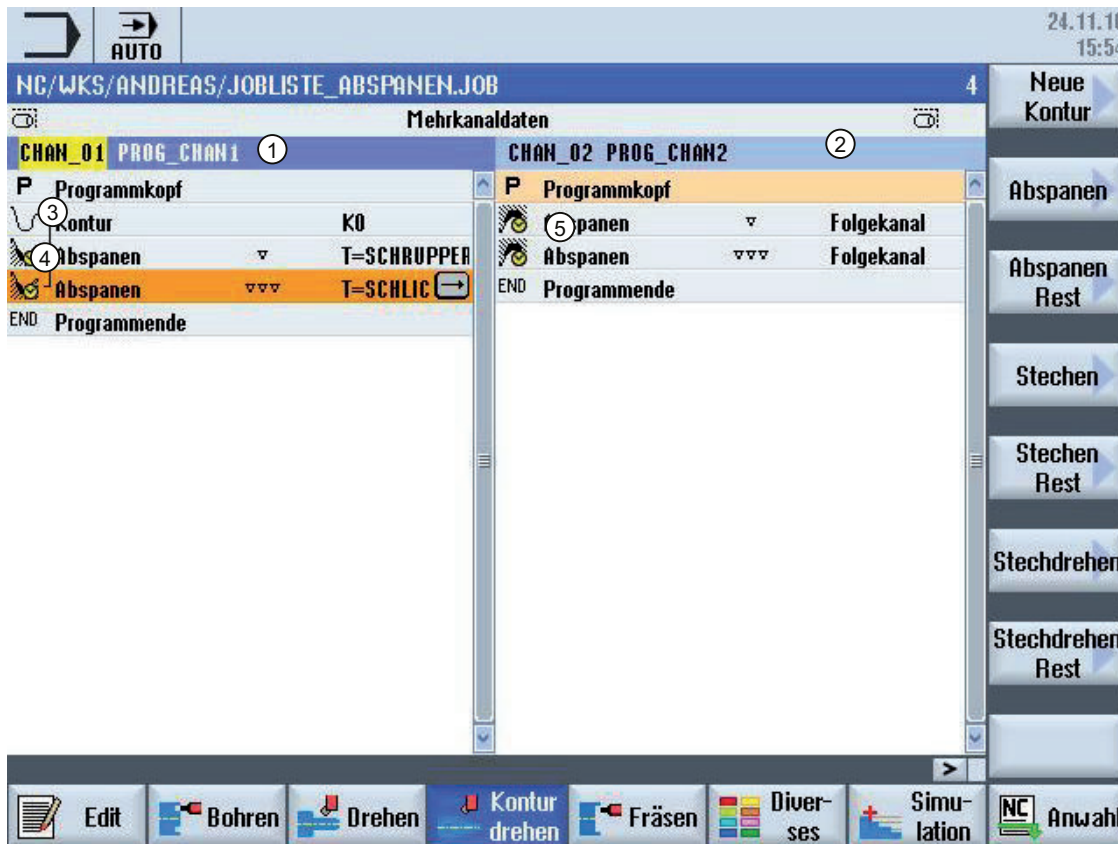 AUTO
24.11.10
15:54
NC/WKS/ANDREAS/JOBLISTE_ABSPANEN.JOB 4
Mehrkanaldaten
CHAN_01 PROG_CHAN1 1
P Programmkopf
3 Kontur K0
Abspanen ▽ T=SCHRUPPER
4
Abspanen ▽▽▽ T=SCHLIC
END Programmende
CHAN_02 PROG_CHAN2 2
P Programmkopf
5 Abspanen ▽ Folgekanal
Abspanen ▽▽▽ Folgekanal
END Programmende
Neue Kontur
Abspanen
Abspanen Rest
Stechen
Stechen Rest
Stechdrehen
Stechdrehen Rest
>
Edit
Bohren
Drehen
Kontur drehen
Fräsen
Diver-
ses
Simu-
lation
NC Anwahl